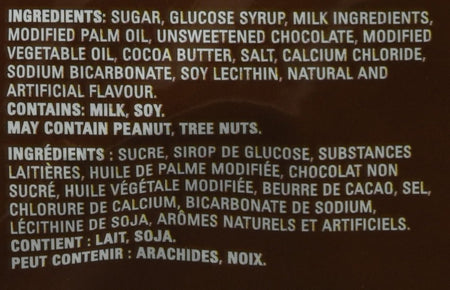 INGREDIENTS: SUGAR, GLUCOSE SYRUP, MILK INGREDIENTS,
MODIFIED PALM OIL, UNSWEETENED CHOCOLATE, MODIFIED
VEGETABLE OIL, COCOA BUTTER, SALT, CALCIUM CHLORIDE,
SODIUM BICARBONATE, SOY LECITHIN, NATURAL AND
ARTIFICIAL FLAVOUR.
CONTAINS: MILK, SOY.
MAY CONTAIN PEANUT, TREE NUTS.
INGRÉDIENTS : SUCRE, SIROP DE GLUCOSE, SUBSTANCES
LAITIÈRES, HUILE DE PALME MODIFIÉE, CHOCOLAT NON
SUCRÉ, HUILE VÉGÉTALE MODIFIÉE, BEURRE DE CACAO, SEL,
CHLORURE DE CALCIUM, BICARBONATE DE SODIUM,
LÉCITHINE DE SOJA, ARÔMES NATURELS ET ARTIFICIELS.
CONTIENT : LAIT, SOJA.
PEUT CONTENIR : ARACHIDES, NOIX.